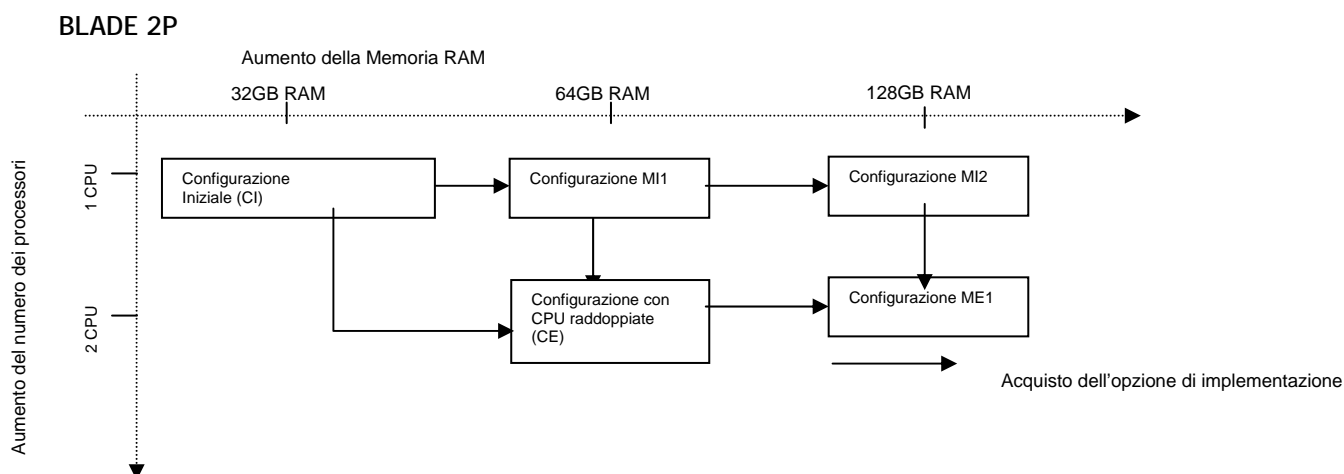 BLADE 2P
Aumento della Memoria RAM
32GB RAM
64GB RAM
128GB RAM
Aumento del numero dei processori
1 CPU
Configurazione
Iniziale (CI)
Configurazione MI1
Configurazione MI2
2 CPU
Configurazione con
CPU raddoppiate
(CE)
Configurazione ME1
Acquisto dell'opzione di implementazione